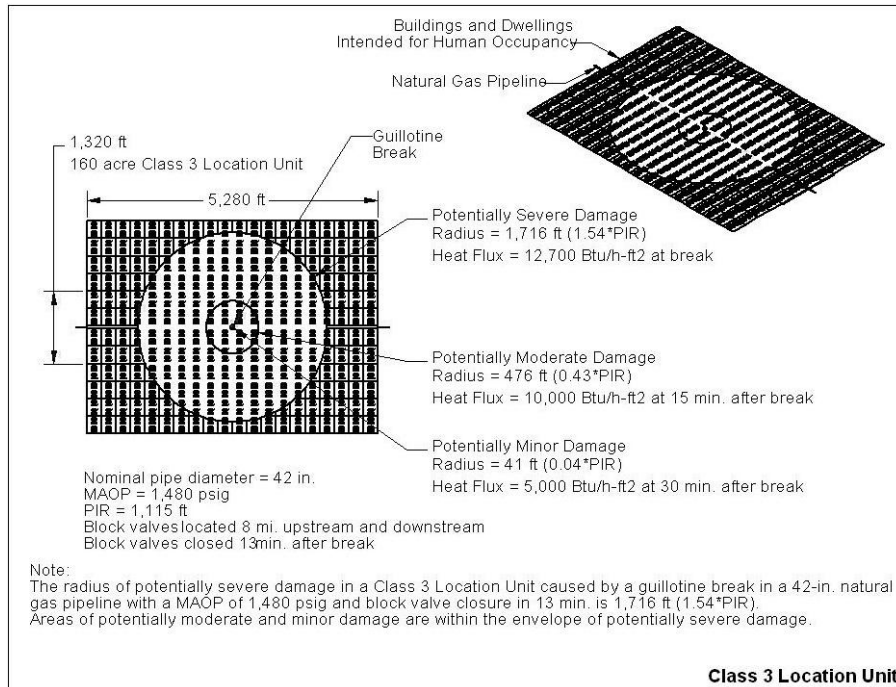 Buildings and Dwellings
Intended for Human Occupancy
Natural Gas Pipeline
Guillotine
Break
1,320 ft
160 acre Class 3 Location Unit
5,280 ft
Potentially Severe Damage
Radius = 1,716 ft (1.54*PIR)
Heat Flux = 12,700 Btu/h-ft2 at break
Potentially Moderate Damage
Radius = 476 ft (0.43*PIR)
Heat Flux = 10,000 Btu/h-ft2 at 15 min. after break
Potentially Minor Damage
Radius = 41 ft (0.04*PIR)
Heat Flux = 5,000 Btu/h-ft2 at 30 min. after break
Nominal pipe diameter = 42 in.
MAOP = 1,480 psig
PIR = 1,115 ft
Block valves located 8 mi. upstream and downstream
Block valves closed 13min. after break
Note:
The radius of potentially severe damage in a Class 3 Location Unit caused by a guillotine break in a 42-in. natural
gas pipeline with a MAOP of 1,480 psig and block valve closure in 13 min. is 1,716 ft (1.54*PIR).
Areas of potentially moderate and minor damage are within the envelope of potentially severe damage.
Class 3 Location Unit